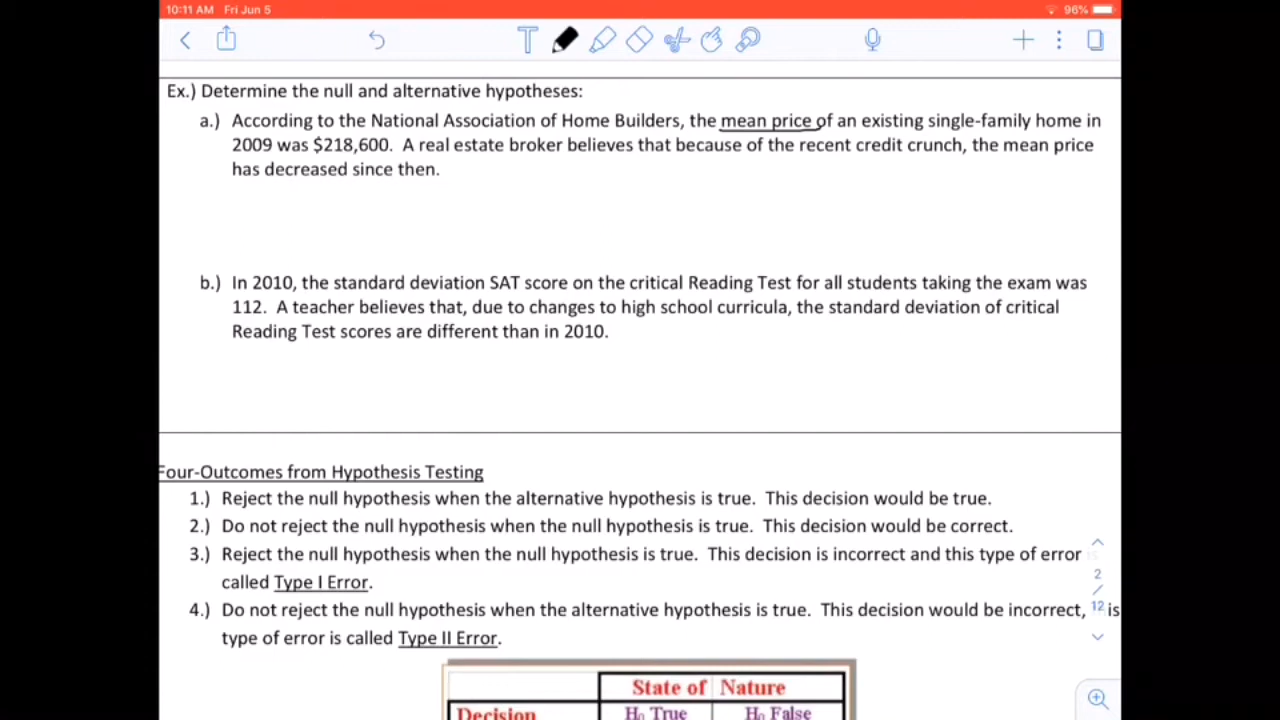 10:11 AM Fri Jun 5 96%
Ex.) Determine the null and alternative hypotheses:
a.) According to the National Association of Home Builders, the mean price of an existing single-family home in
2009 was $218,600. A real estate broker believes that because of the recent credit crunch, the mean price
has decreased since then.
b.) In 2010, the standard deviation SAT score on the critical Reading Test for all students taking the exam was
112. A teacher believes that, due to changes to high school curricula, the standard deviation of critical
Reading Test scores are different than in 2010.
Four-Outcomes from Hypothesis Testing
1.) Reject the null hypothesis when the alternative hypothesis is true. This decision would be true.
2.) Do not reject the null hypothesis when the null hypothesis is true. This decision would be correct.
3.) Reject the null hypothesis when the null hypothesis is true. This decision is incorrect and this type of error is
called Type I Error.
4.) Do not reject the null hypothesis when the alternative hypothesis is true. This decision would be incorrect, is
type of error is called Type II Error.
2
/
12
State of Nature
Decision H₀ True H₀ False